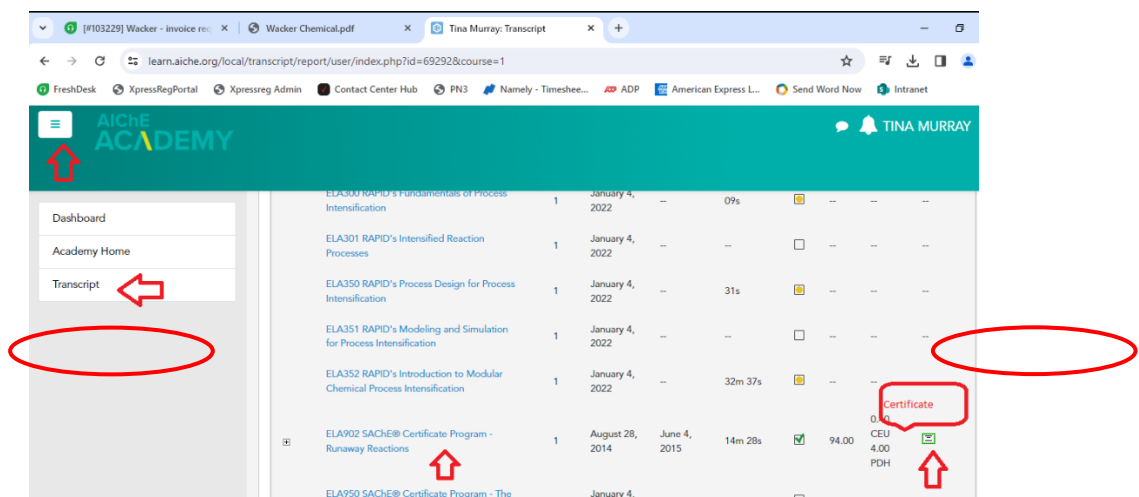 [#103229] Wacker - invoice rec
Wacker Chemical.pdf
Tina Murray: Transcript
learn.aiche.org/local/transcript/report/user/index.php?id=69292&course=1
FreshDesk XpressRegPortal Xpressreg Admin Contact Center Hub PN3 Namely - Timeshee... ADP American Express L... Send Word Now Intranet
AIChE
ACADEMY
TINA MURRAY
Dashboard
Academy Home
Transcript
ELA300 RAPID's Fundamentals of Process
Intensification
1
January 4,
2022
--
09s
--
--
--
ELA301 RAPID's Intensified Reaction
Processes
1
January 4,
2022
--
--
--
--
--
ELA350 RAPID's Process Design for Process
Intensification
1
January 4,
2022
--
31s
--
--
--
ELA351 RAPID's Modeling and Simulation
for Process Intensification
1
January 4,
2022
--
--
--
--
--
ELA352 RAPID's Introduction to Modular
Chemical Process Intensification
1
January 4,
2022
--
32m 37s
--
--
Certificate
ELA902 SAChE® Certificate Program -
Runaway Reactions
1
August 28,
2014
June 4,
2015
14m 28s
94.00
CEU
4.00
PDH
ELA950 SAChE® Certificate Program - The
January 4,